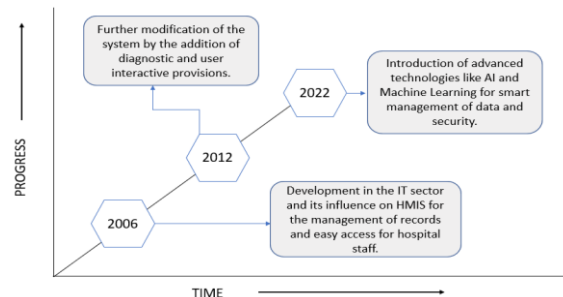 Further modification of the
system by the addition of
diagnostic and user
interactive provisions.
2022
Introduction of advanced
technologies like AI and
Machine Learning for smart
management of data and
security.
2012
PROGRESS
2006
Development in the IT sector
and its influence on HMIS for
the management of records
and easy access for hospital
staff.
TIME